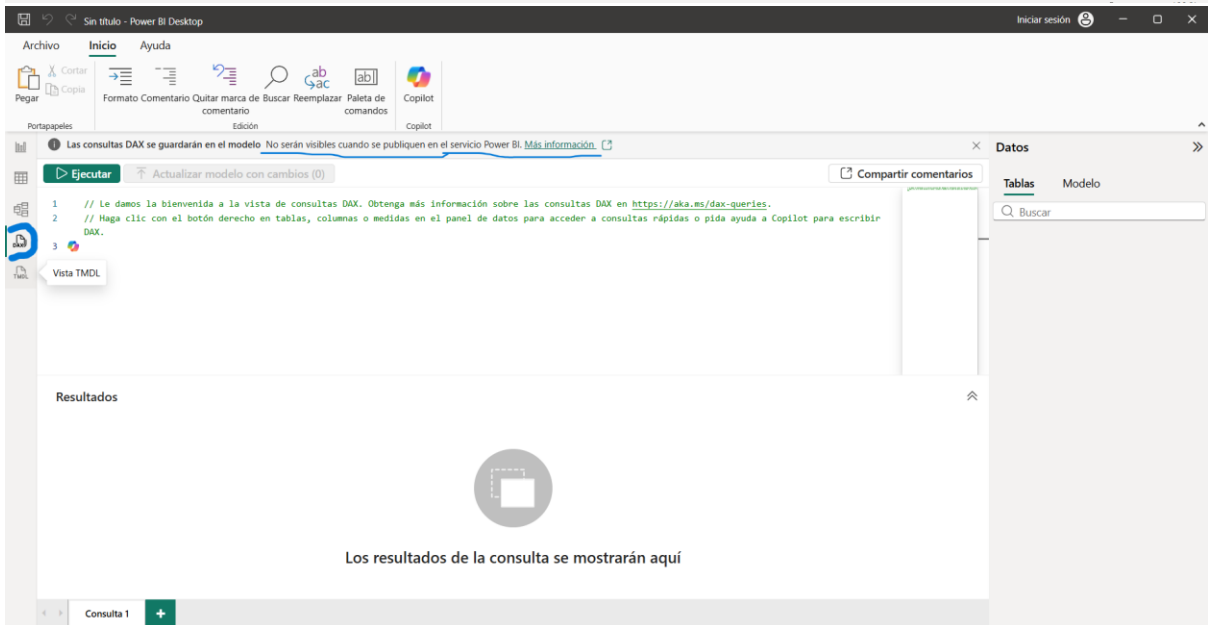 Sin título - Power BI Desktop
Iniciar sesión
Archivo Inicio Ayuda
Pegar
Cortar
Copia
Portapapeles
Formato Comentario Quitar marca de comentario Buscar Reemplazar Paleta de comandos
Edición
Copilot
Copilot
Las consultas DAX se guardarán en el modelo No serán visibles cuando se publiquen en el servicio Power BI. Más información
Ejecutar
Actualizar modelo con cambios (0)
Compartir comentarios
1 // Le damos la bienvenida a la vista de consultas DAX. Obtenga más información sobre las consultas DAX en https://aka.ms/dax-queries.
2 // Haga clic con el botón derecho en tablas, columnas o medidas en el panel de datos para acceder a consultas rápidas o pida ayuda a Copilot para escribir
DAX.
3
DAX
TMDL
Vista TMDL
Resultados
Los resultados de la consulta se mostrarán aquí
Consulta 1
Datos
Tablas Modelo
Buscar